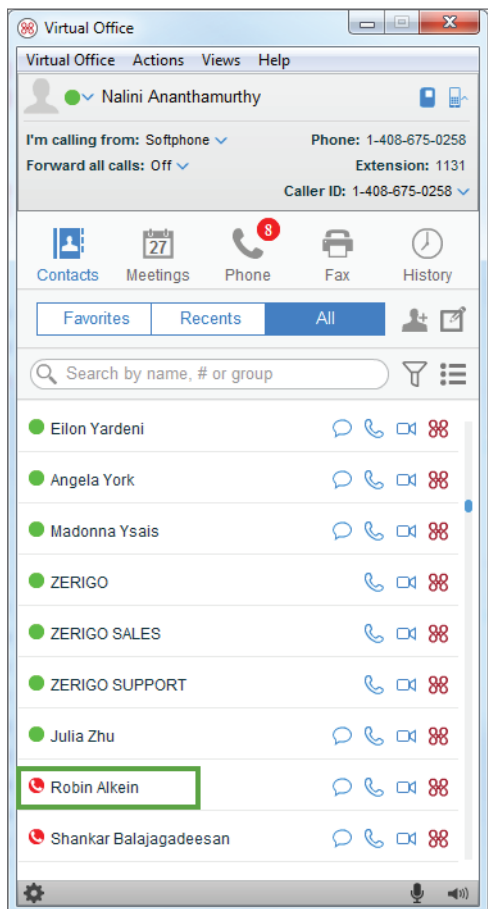 Virtual Office
Virtual Office Actions Views Help
Nalini Ananthamurthy
I'm calling from: Softphone Phone: 1-408-675-0258
Forward all calls: Off Extension: 1131
Caller ID: 1-408-675-0258
8
27
Contacts Meetings Phone Fax History
Favorites Recents All
Search by name, # or group
Eilon Yardeni
Angela York
Madonna Ysais
ZERIGO
ZERIGO SALES
ZERIGO SUPPORT
Julia Zhu
Robin Alkein
Shankar Balajagadeesan